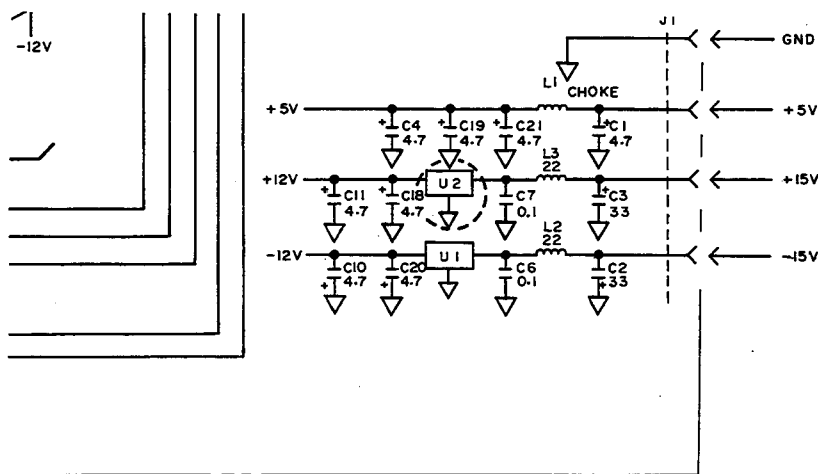 J1
-12V
GND
L1
CHOKE
+5V
+5V
+ C4
4.7
+ C19
4.7
+ C21
4.7
+ C1
4.7
L3
22
+12V
U2
+15V
+ C11
4.7
+ C18
4.7
C7
0.1
+ C3
33
L2
22
-12V
U1
-15V
C10
+ 4.7
C20
+ 4.7
C6
0.1
C2
+ 33